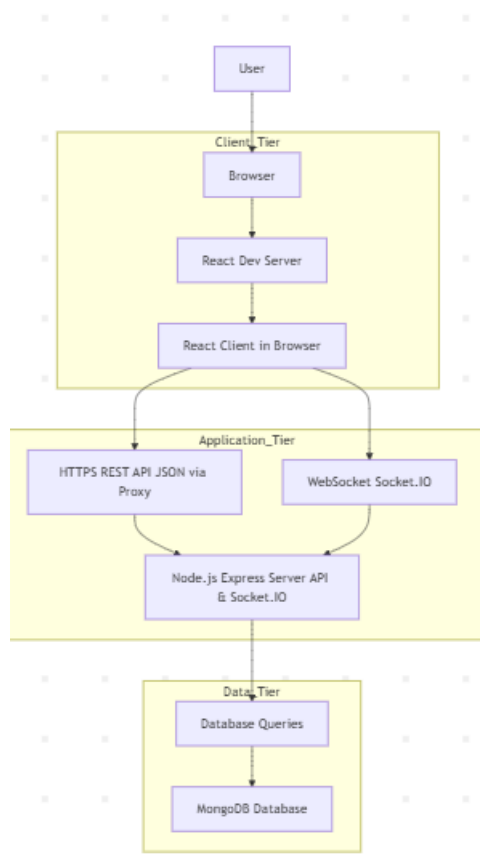 User
Client_Tier
Browser
React Dev Server
React Client in Browser
Application_Tier
HTTPS REST API JSON via
Proxy
WebSocket Socket.IO
Node.js Express Server API
& Socket.IO
Data_Tier
Database Queries
MongoDB Database